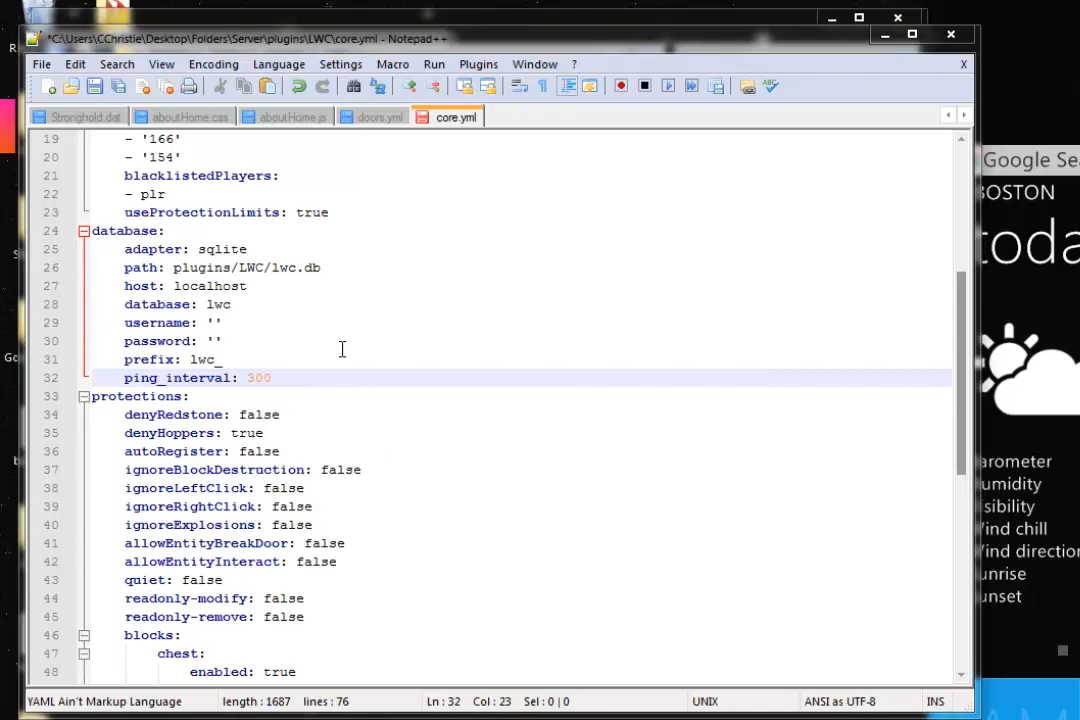 *C:\Users\CChristie\Desktop\Folders\Server\plugins\LWC\core.yml - Notepad++
File Edit Search View Encoding Language Settings Macro Run Plugins Window ? X
Stronghold.dat aboutHome.css aboutHome.js doors.yml core.yml
19 - '166'
20 - '154'
21 blacklistedPlayers:
22 - plr
23 useProtectionLimits: true
24 database:
25 adapter: sqlite
26 path: plugins/LWC/lwc.db
27 host: localhost
28 database: lwc
29 username: ''
30 password: ''
31 prefix: lwc_
32 ping_interval: 300
33 protections:
34 denyRedstone: false
35 denyHoppers: true
36 autoRegister: false
37 ignoreBlockDestruction: false
38 ignoreLeftClick: false
39 ignoreRightClick: false
40 ignoreExplosions: false
41 allowEntityBreakDoor: false
42 allowEntityInteract: false
43 quiet: false
44 readonly-modify: false
45 readonly-remove: false
46 blocks:
47 chest:
48 enabled: true
YAML Ain't Markup Language length : 1687 lines : 76 Ln : 32 Col : 23 Sel : 0 | 0 UNIX ANSI as UTF-8 INS
Google Sea
BOSTON
toda
arometer
umidity
isibility
Wind chill
Wind direction
unrise
unset